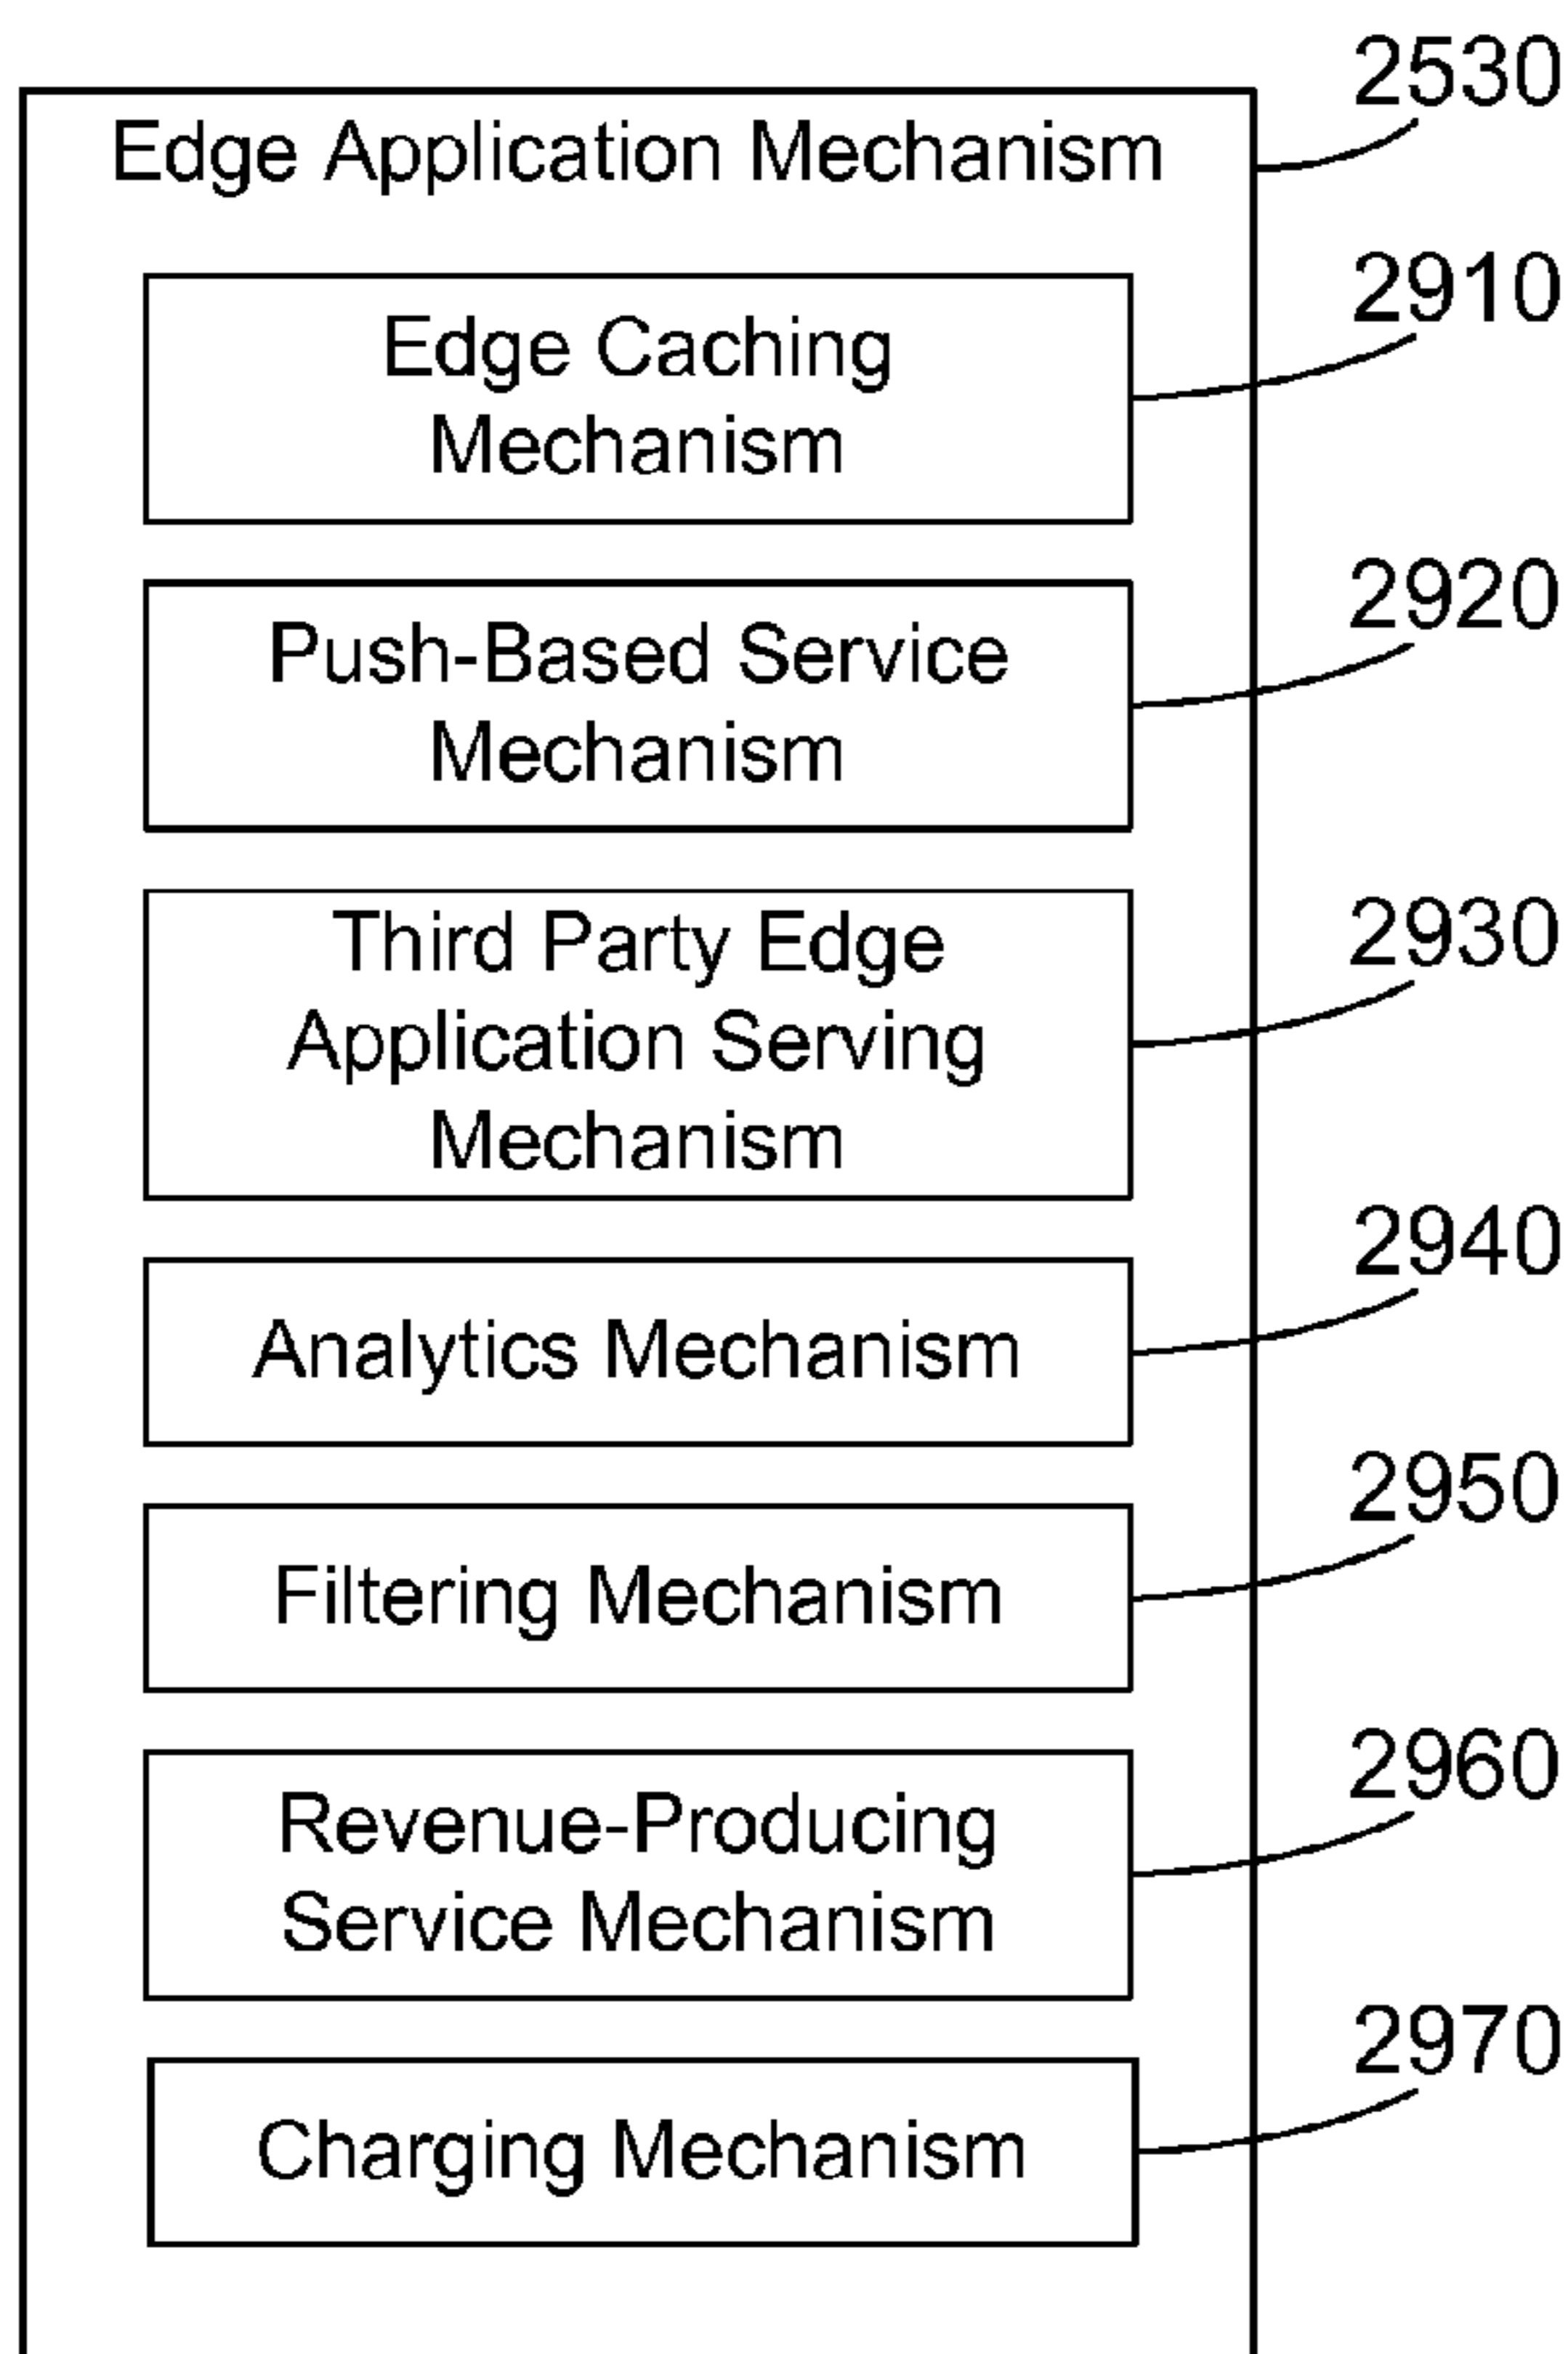 2530
Edge Application Mechanism
2910
Edge Caching
Mechanism
2920
Push-Based Service
Mechanism
2930
Third Party Edge
Application Serving
Mechanism
2940
Analytics Mechanism
2950
Filtering Mechanism
2960
Revenue-Producing
Service Mechanism
2970
Charging Mechanism